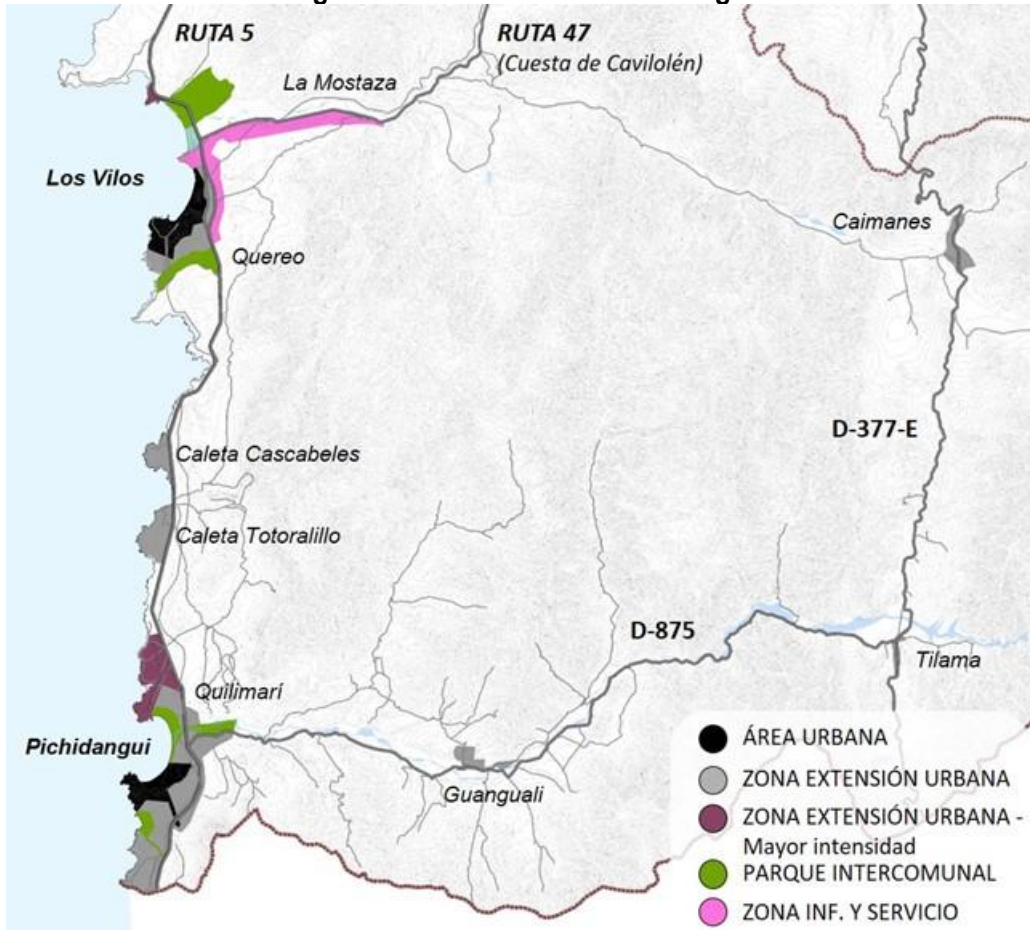 RUTA 5
RUTA 47
(Cuesta de Cavilolén)
La Mostaza
Los Vilos
Caimanes
Quereo
D-377-E
Caleta Cascabeles
Caleta Totoralillo
D-875
Tilama
Quilimarí
Pichidangui
Guanguali
ÁREA URBANA
ZONA EXTENSIÓN URBANA
ZONA EXTENSIÓN URBANA -
Mayor intensidad
PARQUE INTERCOMUNAL
ZONA INF. Y SERVICIO